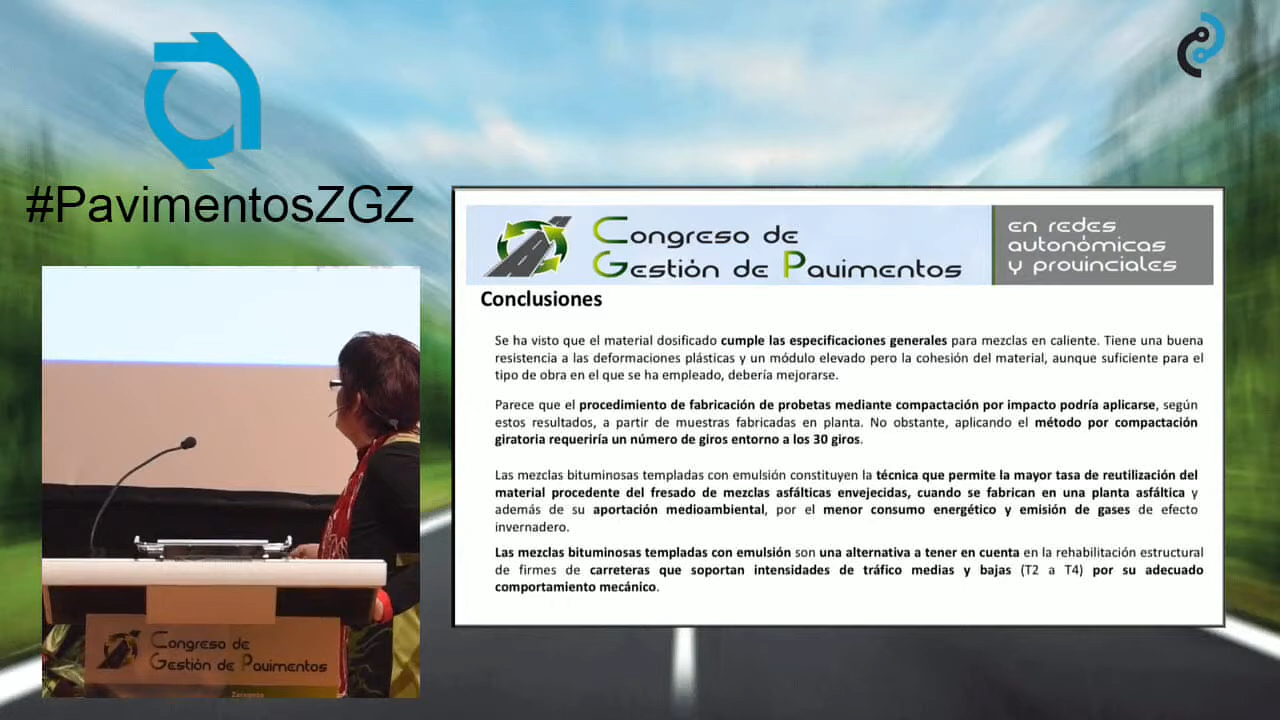 #PavimentosZGZ
Congreso de
Gestión de Pavimentos
en redes
autonómicas
y provinciales
Conclusiones
Se ha visto que el material dosificado cumple las especificaciones generales para mezclas en caliente. Tiene una buena
resistencia a las deformaciones plásticas y un módulo elevado pero la cohesión del material, aunque suficiente para el
tipo de obra en el que se ha empleado, debería mejorarse.
Parece que el procedimiento de fabricación de probetas mediante compactación por impacto podría aplicarse, según
estos resultados, a partir de muestras fabricadas en planta. No obstante, aplicando el método por compactación
giratoria requeriría un número de giros entorno a los 30 giros.
Las mezclas bituminosas templadas con emulsión constituyen la técnica que permite la mayor tasa de reutilización del
material procedente del fresado de mezclas asfálticas envejecidas, cuando se fabrican en una planta asfáltica y
además de su aportación medioambiental, por el menor consumo energético y emisión de gases de efecto
invernadero.
Las mezclas bituminosas templadas con emulsión son una alternativa a tener en cuenta en la rehabilitación estructural
de firmes de carreteras que soportan intensidades de tráfico medias y bajas (T2 a T4) por su adecuado
comportamiento mecánico.
Congreso de
Gestión de Pavimentos
Zaragoza